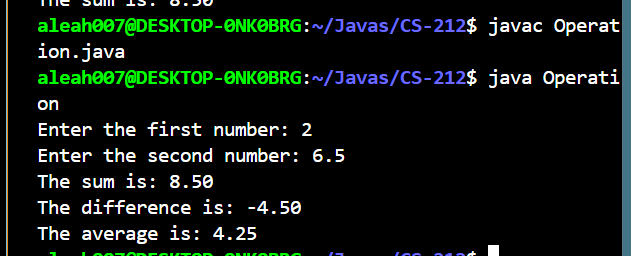 The sum is: 8.50
aleah007@DESKTOP-0NK0BRG:~/Javas/CS-212$ javac Operat
ion.java
aleah007@DESKTOP-0NK0BRG:~/Javas/CS-212$ java Operati
on
Enter the first number: 2
Enter the second number: 6.5
The sum is: 8.50
The difference is: -4.50
The average is: 4.25
aleah007@DESKTOP-0NK0BRG:~/Javas/CS-212$